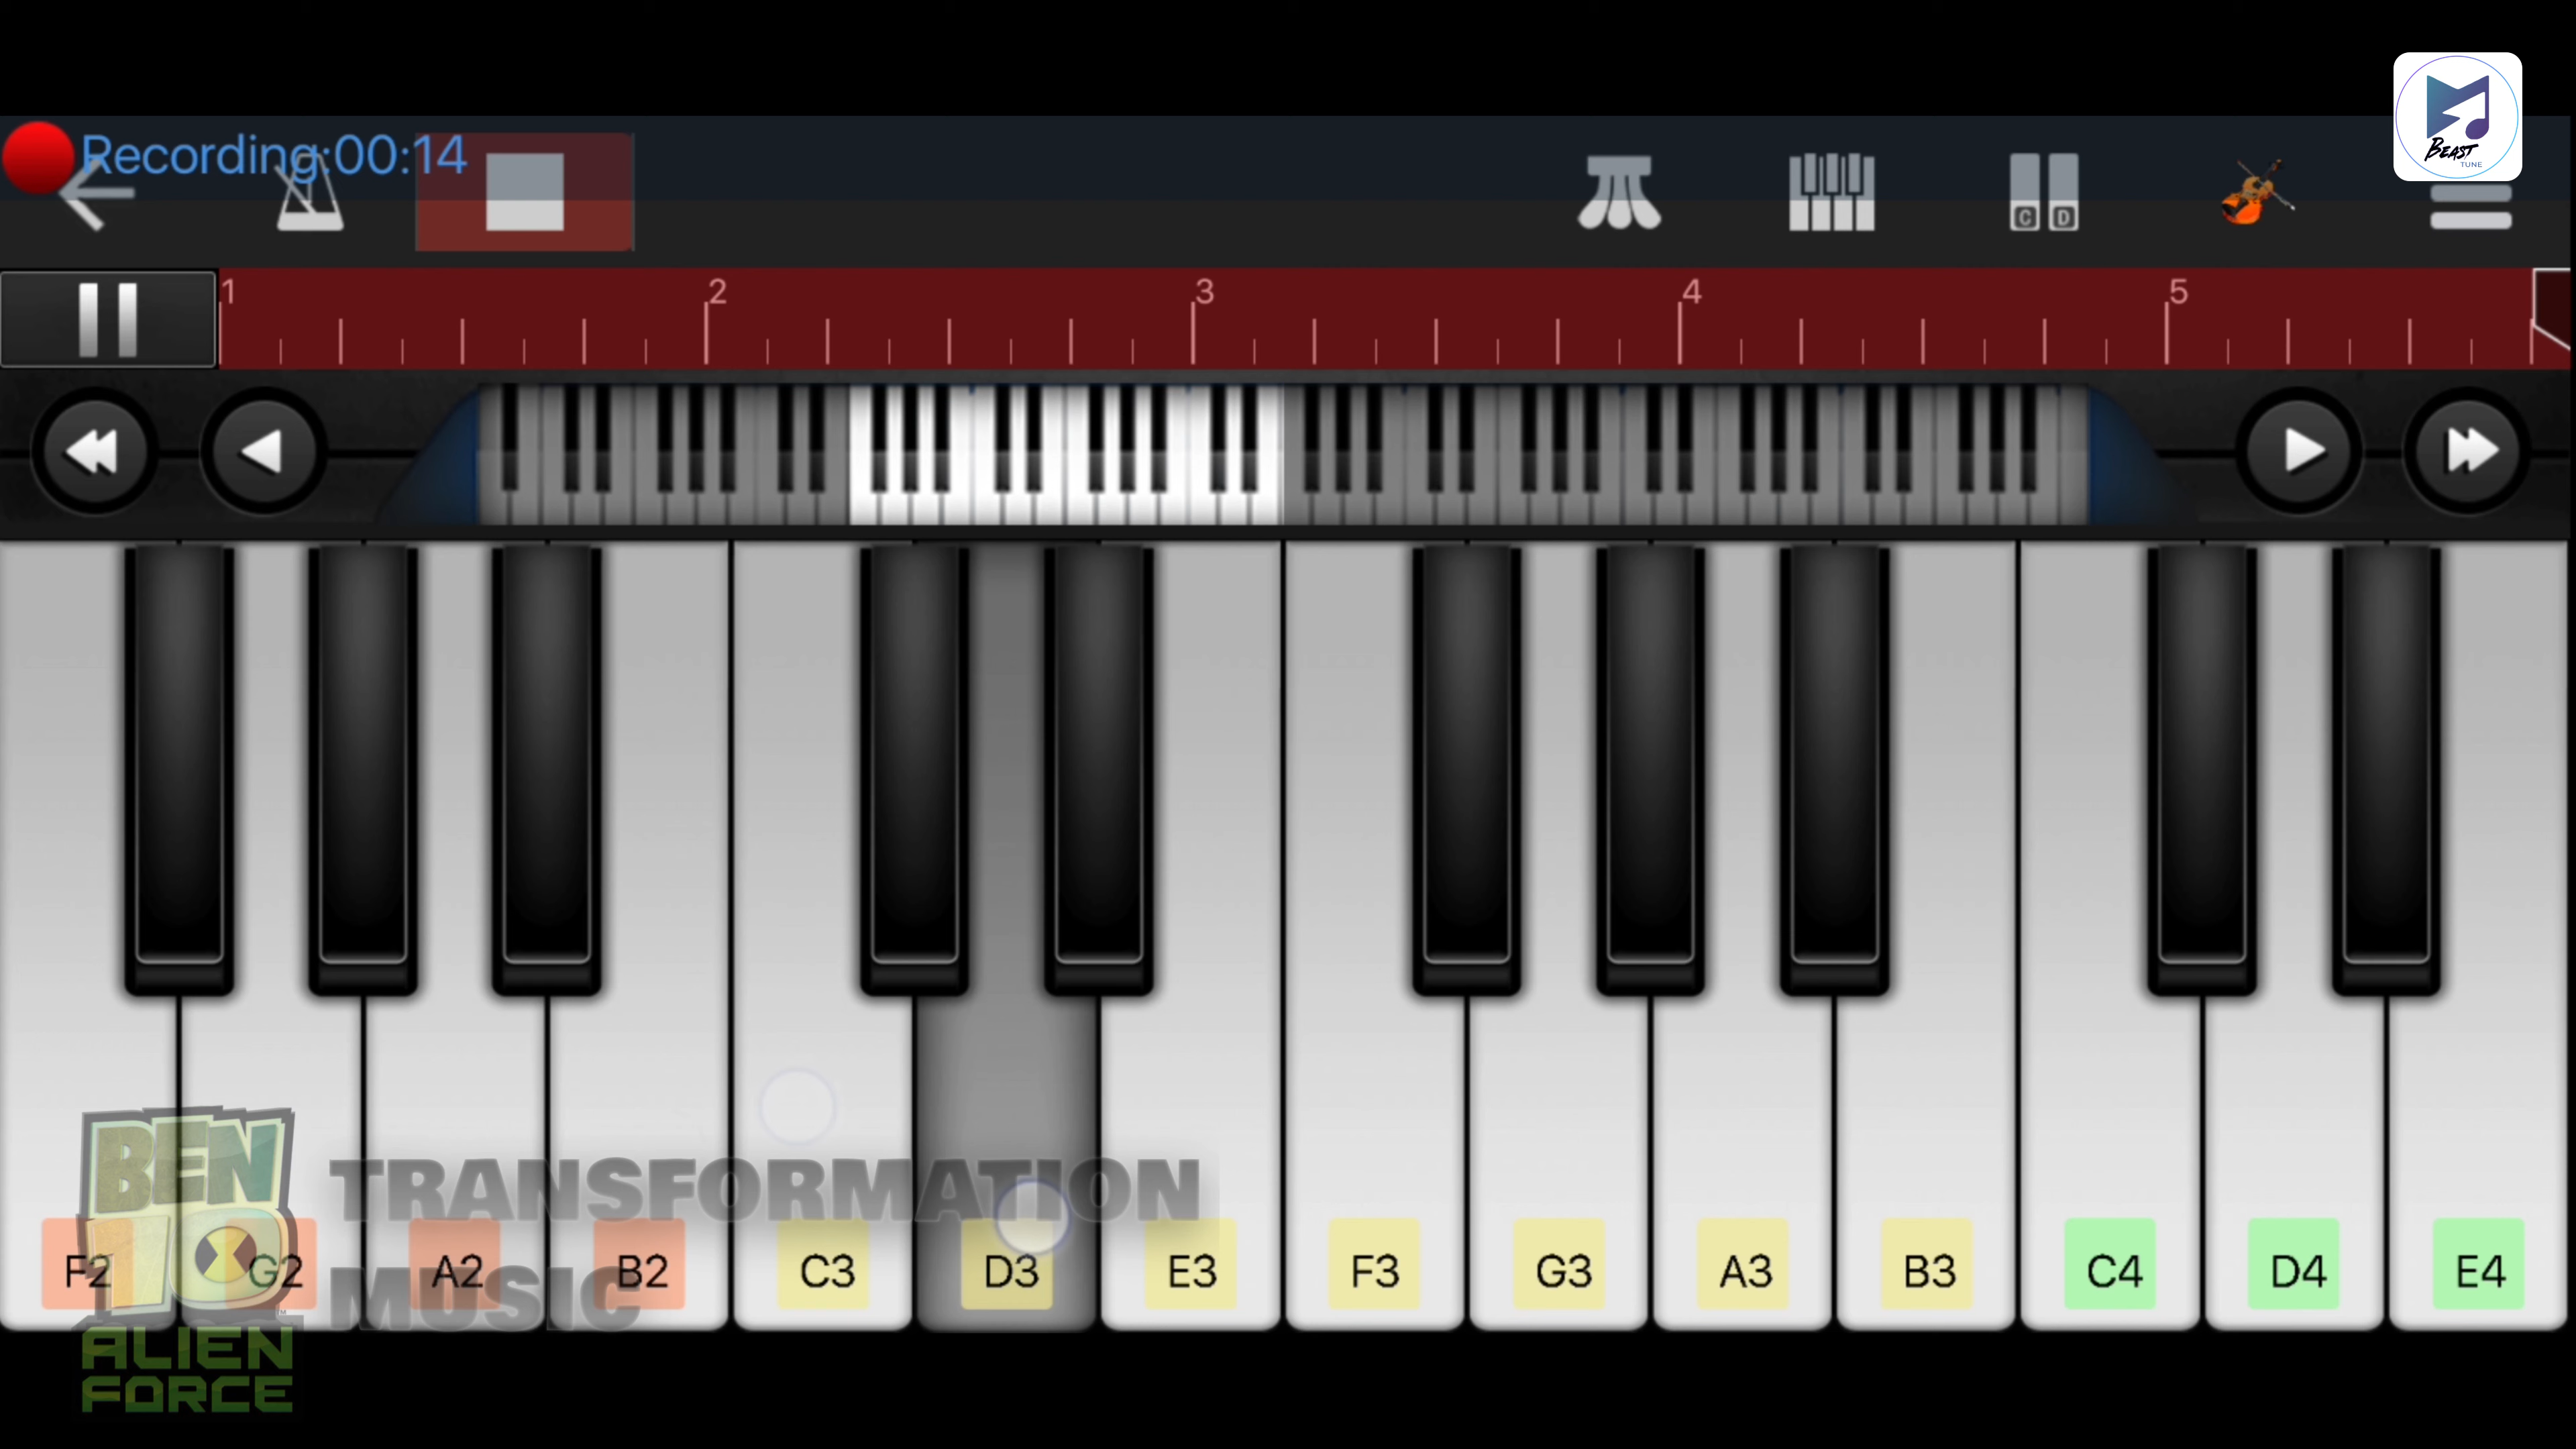 Recording:00:14
BEAST
TUNE
C D
1 2 3 4 5
BEN
10
TRANSFORMATION
MUSIC
F2 G2 A2 B2 C3 D3 E3 F3 G3 A3 B3 C4 D4 E4
ALIEN
FORCE